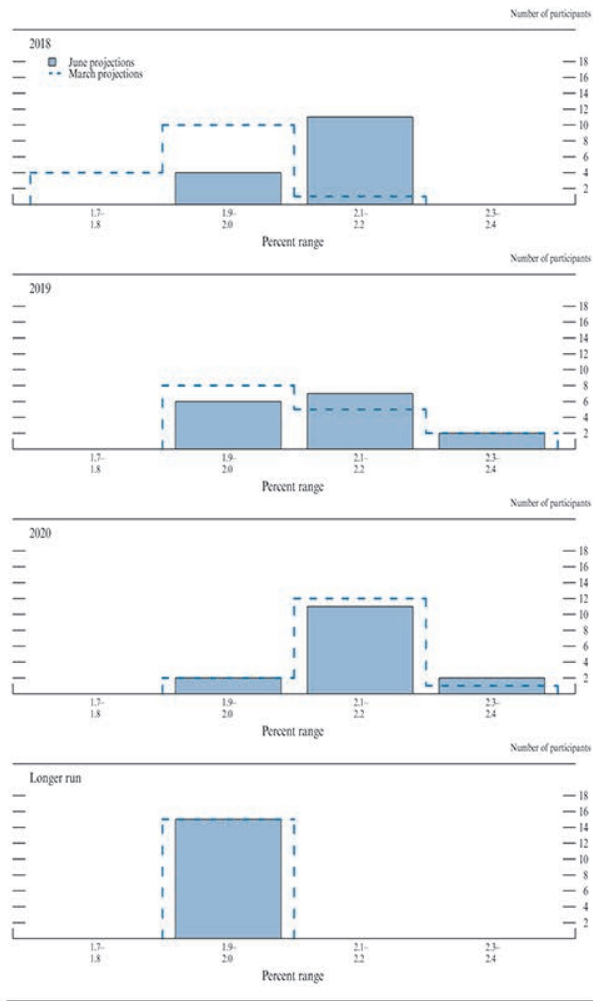 Number of participants
2018
June projections
March projections
18
16
14
12
10
8
6
4
2
1.7– 1.9– 2.1– 2.3–
1.8 2.0 2.2 2.4
Percent range
Number of participants
2019
18
16
14
12
10
8
6
4
2
1.7– 1.9– 2.1– 2.3–
1.8 2.0 2.2 2.4
Percent range
Number of participants
2020
18
16
14
12
10
8
6
4
2
1.7– 1.9– 2.1– 2.3–
1.8 2.0 2.2 2.4
Percent range
Number of participants
Longer run
18
16
14
12
10
8
6
4
2
1.7– 1.9– 2.1– 2.3–
1.8 2.0 2.2 2.4
Percent range